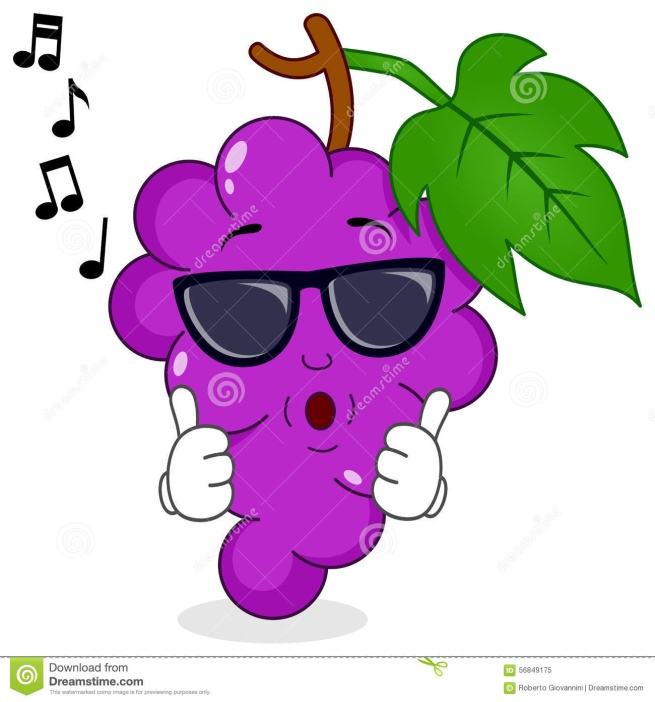 dreamstime
Download from
Dreamstime.com
This watermarked comp image is for previewing purposes only.
ID 56849175
© Roberto Giovannini | Dreamstime.com